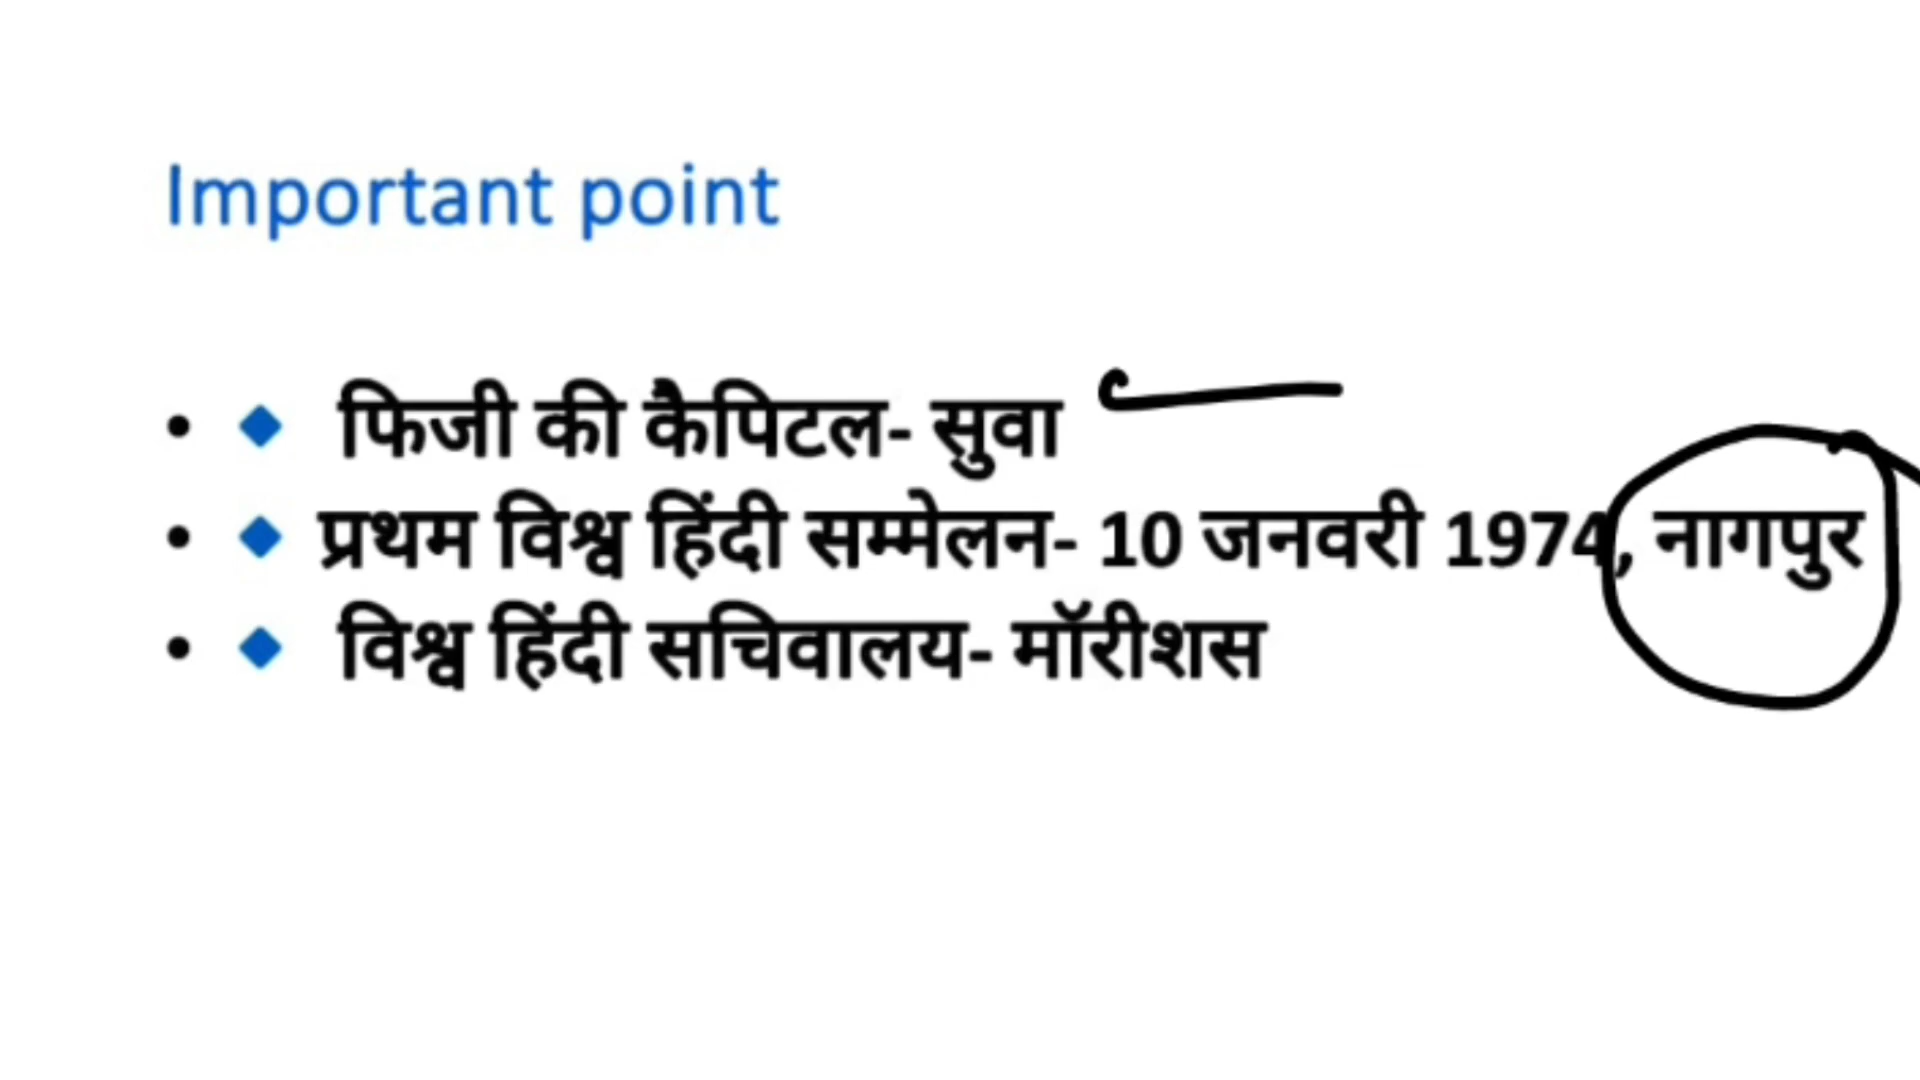 Important point
• 🔷 फिजी की कैपिटल- सुवा
• 🔷 प्रथम विश्व हिंदी सम्मेलन- 10 जनवरी 1974, नागपुर
• 🔷 विश्व हिंदी सचिवालय- मॉरीशस